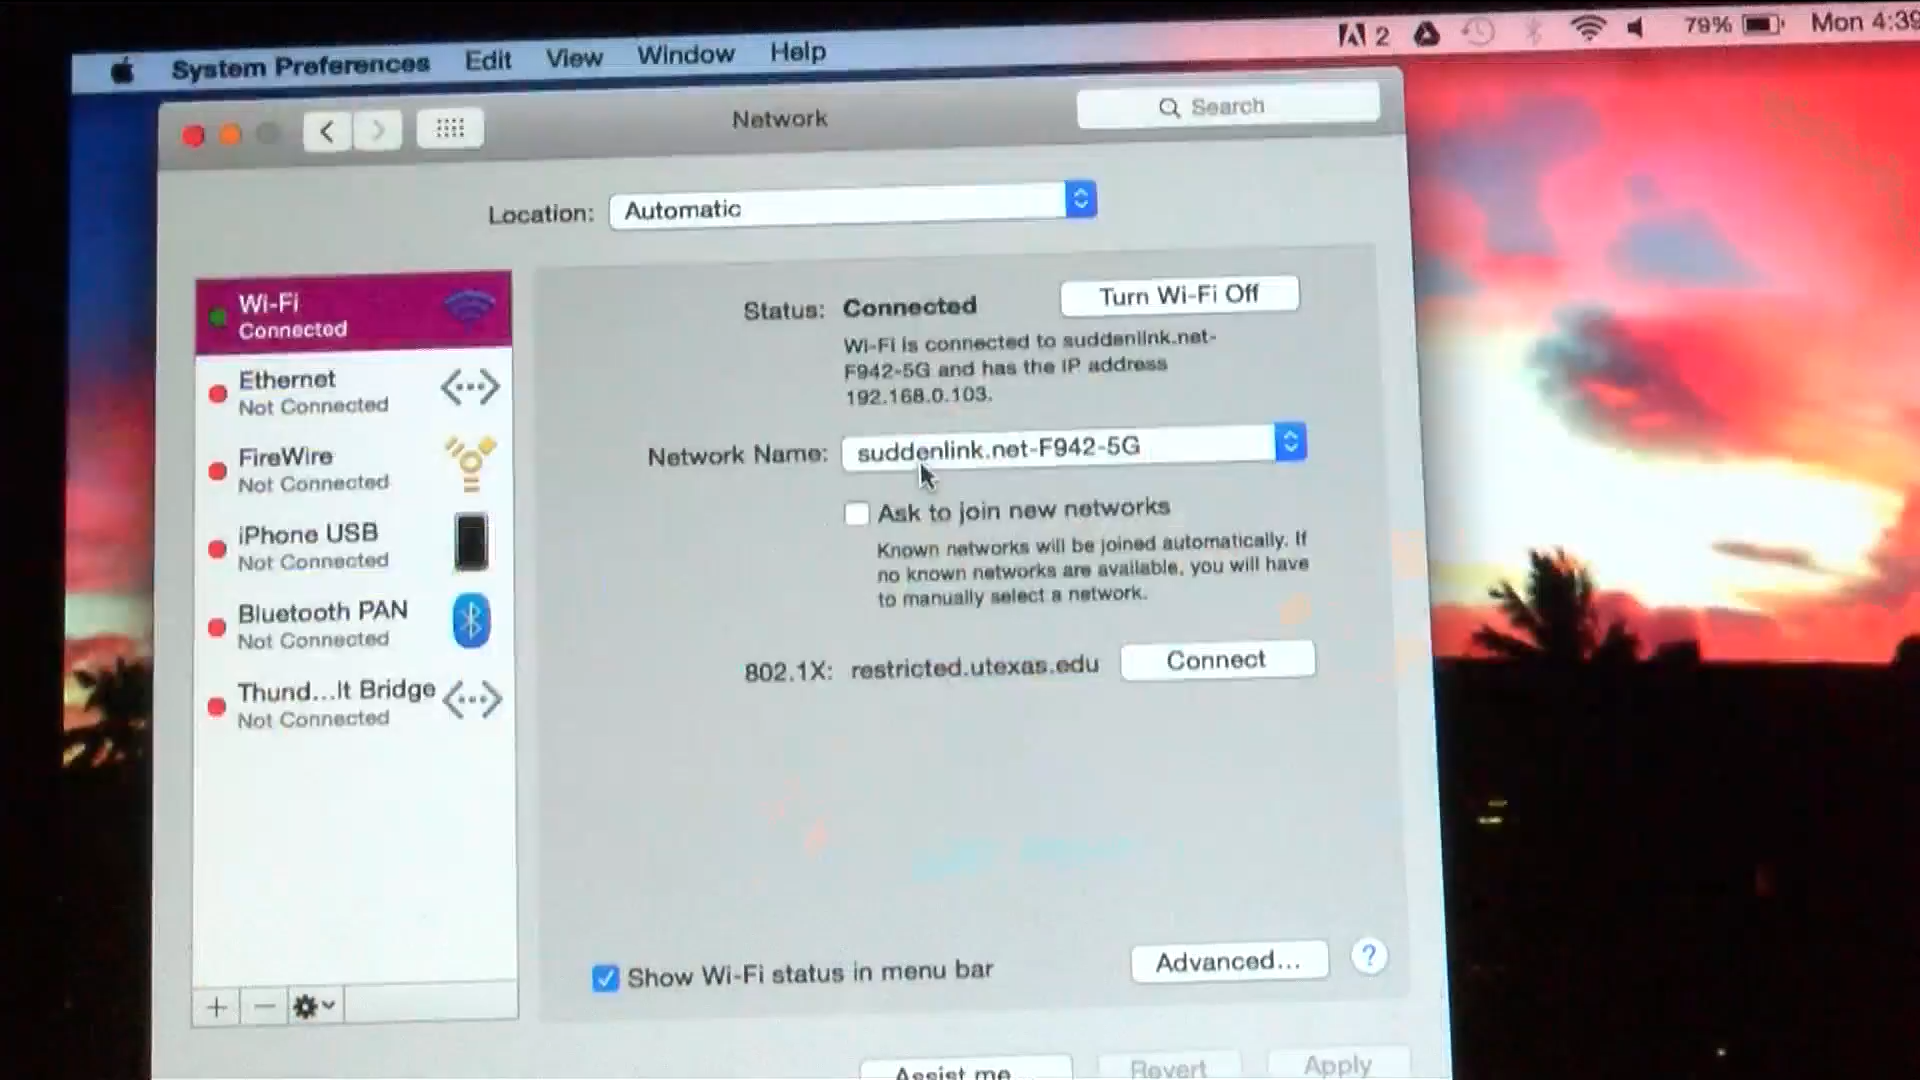 System Preferences Edit View Window Help
2 79% Mon 4:39
Network
Search
Location: Automatic
Wi-Fi
Connected
Ethernet
Not Connected
FireWire
Not Connected
iPhone USB
Not Connected
Bluetooth PAN
Not Connected
Thund...lt Bridge
Not Connected
Status: Connected
Turn Wi-Fi Off
Wi-Fi is connected to suddenlink.net-
F942-5G and has the IP address
192.168.0.103.
Network Name: suddenlink.net-F942-5G
Ask to join new networks
Known networks will be joined automatically. If
no known networks are available, you will have
to manually select a network.
802.1X: restricted.utexas.edu
Connect
Show Wi-Fi status in menu bar
Advanced...
?
Assist me...
Revert
Apply